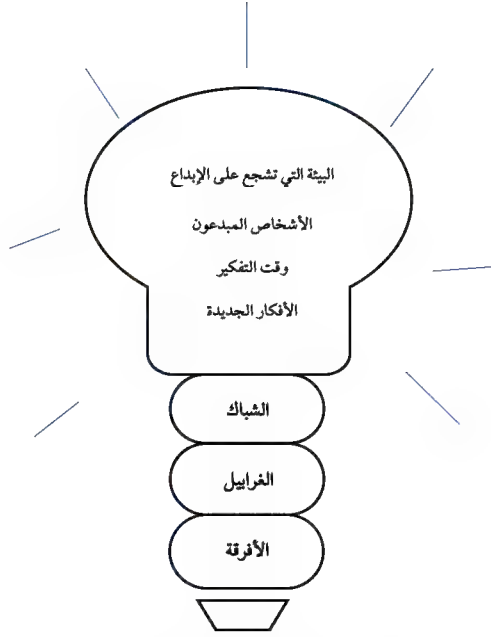 البيئة التي تشجع على الإبداع
الأشخاص المبدعون
وقت التفكير
الأفكار الجديدة
الشباك
الغرابيل
الأفرقة